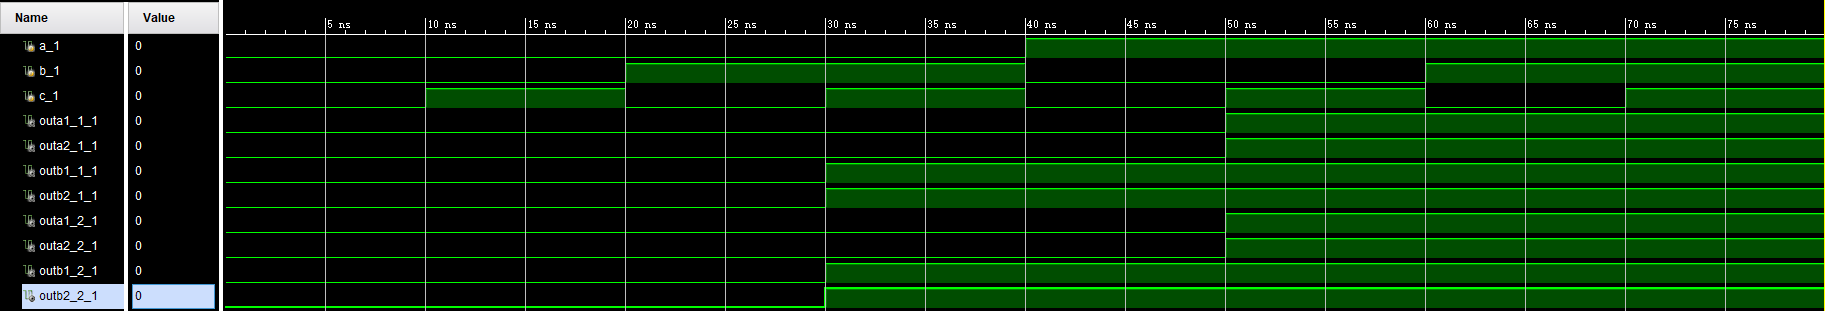 Name Value
5 ns 10 ns 15 ns 20 ns 25 ns 30 ns 35 ns 40 ns 45 ns 50 ns 55 ns 60 ns 65 ns 70 ns 75 ns
a_1 0
b_1 0
c_1 0
outa1_1_1 0
outa2_1_1 0
outb1_1_1 0
outb2_1_1 0
outa1_2_1 0
outa2_2_1 0
outb1_2_1 0
outb2_2_1 0